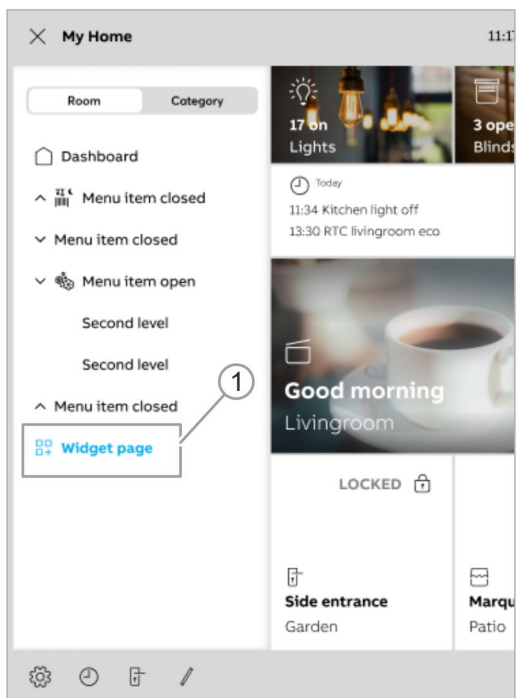 My Home
11:1
Room
Category
Dashboard
Menu item closed
Menu item closed
Menu item open
Second level
Second level
Menu item closed
Widget page
1
17 on
Lights
3 ope
Blinds
Today
11:34 Kitchen light off
13:30 RTC livingroom eco
Good morning
Livingroom
LOCKED
Side entrance
Garden
Marqu
Patio